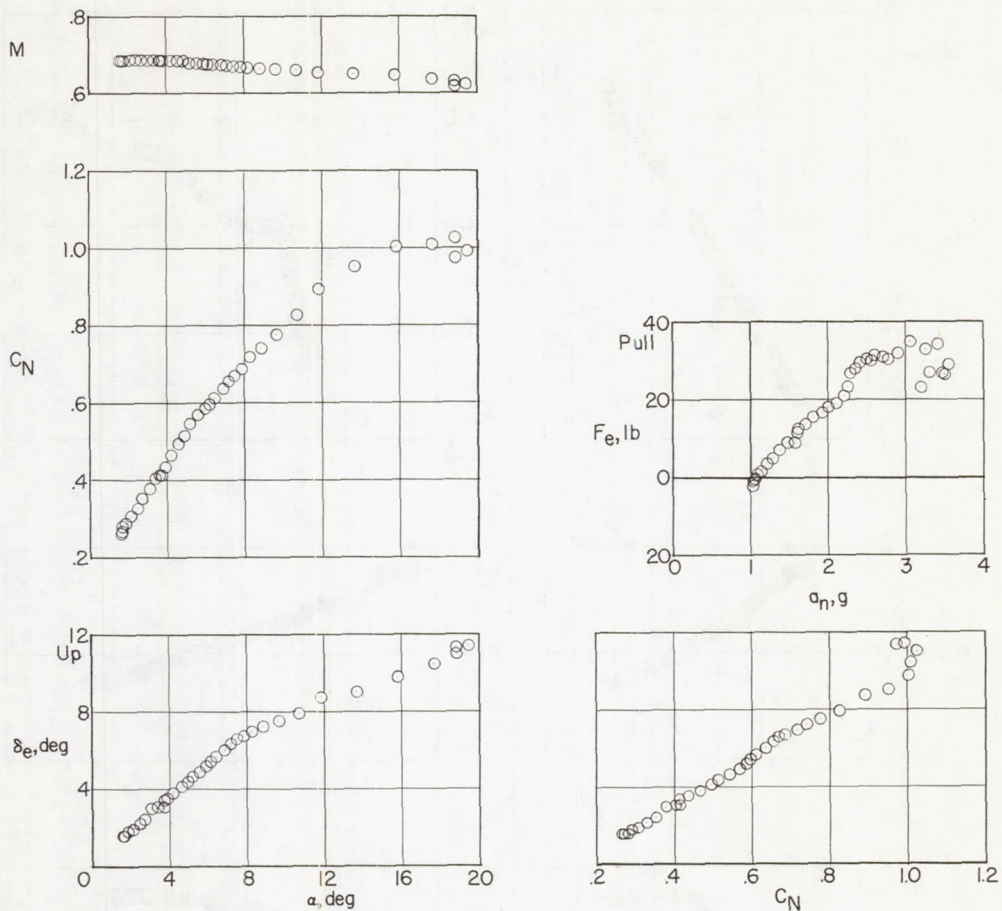 .8
M
.6
1.2
1.0
.8
C_N
.6
.4
.2
12
Up
8
δ_e, deg
4
0 4 8 12 16 20
α, deg
40
Pull
20
F_e, lb
0
20
0 1 2 3 4
a_n, g
.2 .4 .6 .8 1.0 1.2
C_N